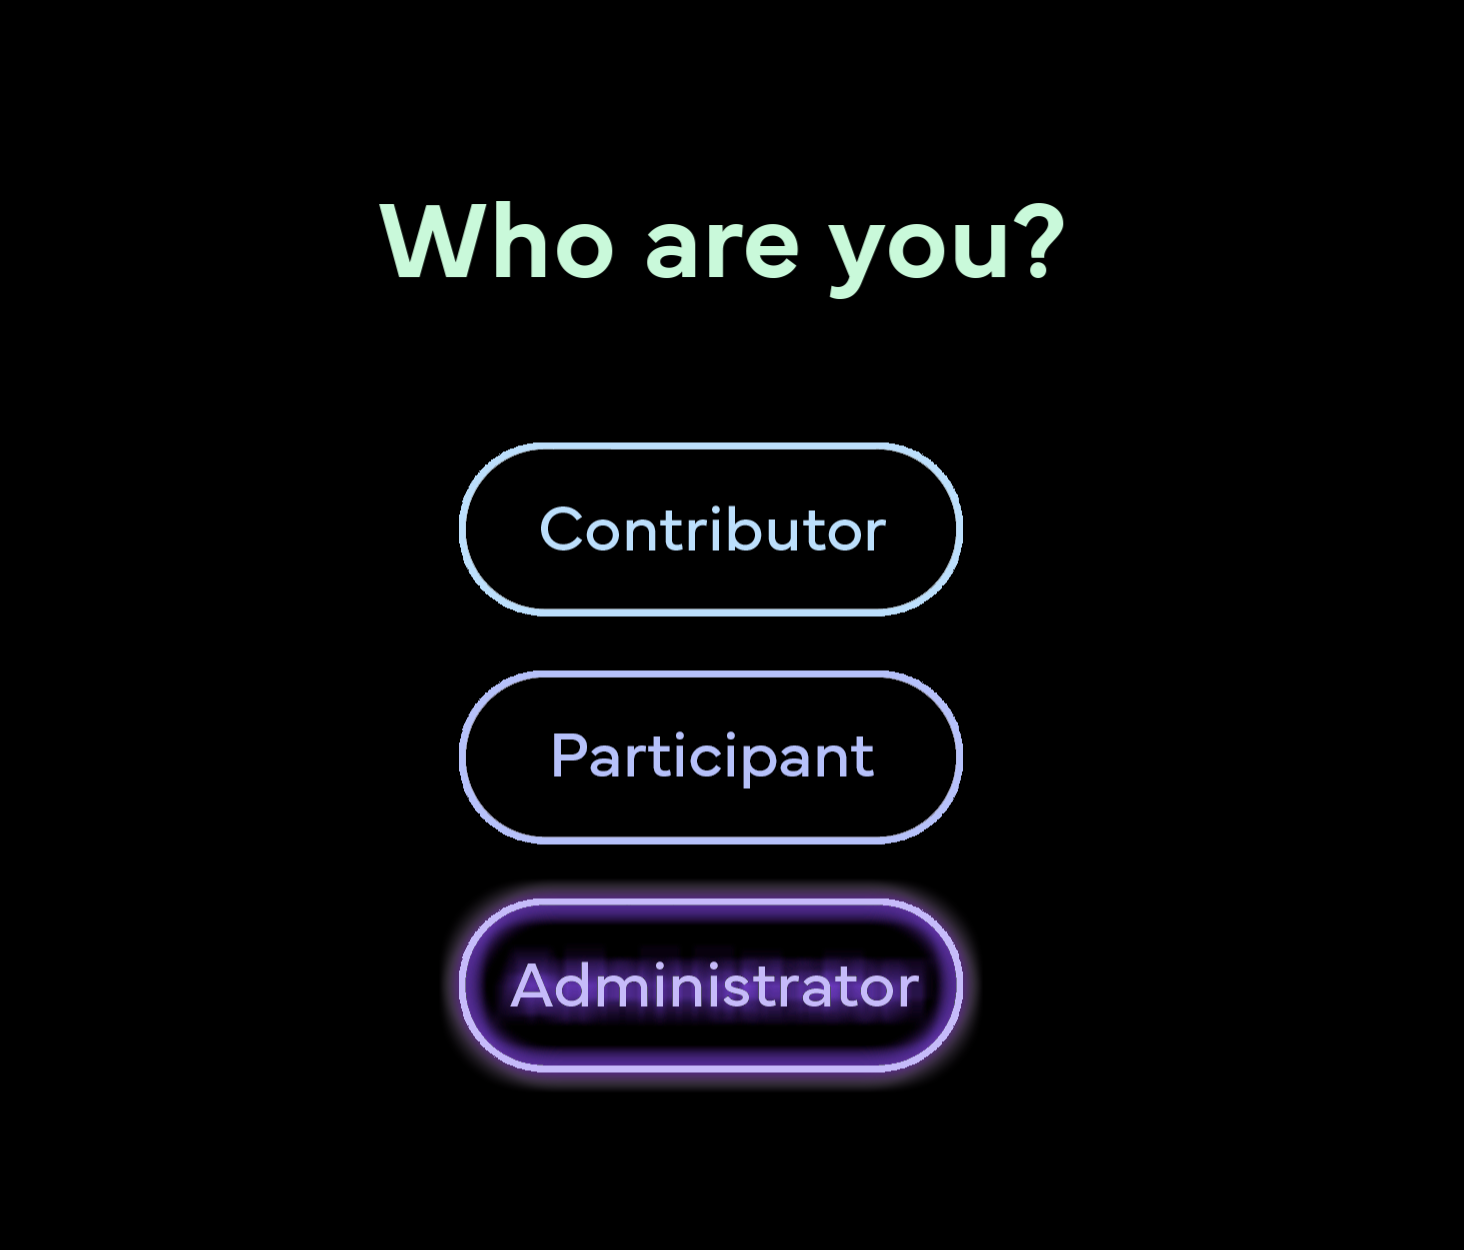 Who are you?
Contributor
Participant
Administrator